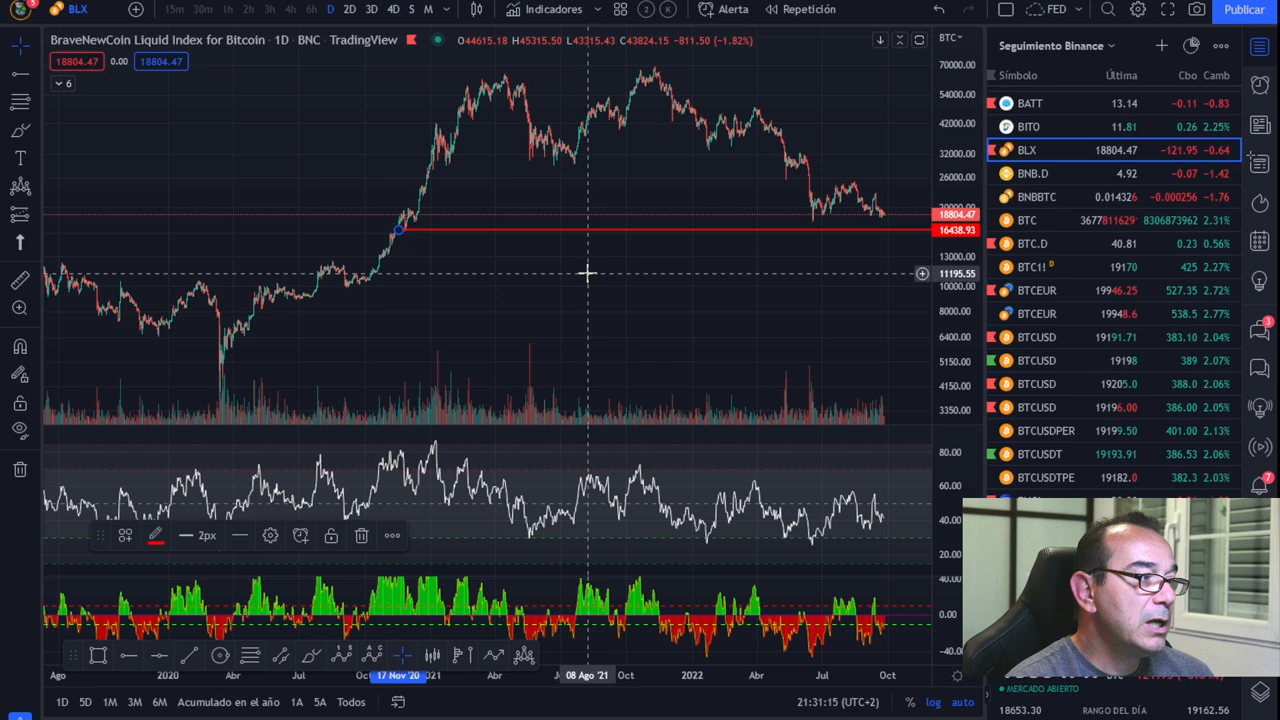 5 BLX 15m 30m 1h 2h 3h 4h 6h D 2D 3D 4D S M Indicadores 2 K Alerta Repetición FED Publicar
BraveNewCoin Liquid Index for Bitcoin · 1D · BNC · TradingView O44615.18 H45315.50 L43315.43 C43824.15 -811.50 (-1.82%)
18804.47 0.00 18804.47
6
BTC
70000.00
54000.00
42000.00
32000.00
26000.00
20000.00
18804.47
16438.93
13000.00
11195.55
10000.00
8000.00
6400.00
5150.00
4150.00
3350.00
80.00
60.00
40.00
20.00
40.00
0.00
-40.00
2px
Ago 2020 Abr Jul Oct 17 Nov '20 2021 Abr Jul 08 Ago '21 Oct 2022 Abr Jul Oct
1D 5D 1M 3M 6M Acumulado en el año 1A 5A Todos 21:31:15 (UTC+2) % log auto
Seguimiento Binance
Símbolo Última Cbo Camb
BATT 13.14 -0.11 -0.83
BITO 11.81 0.26 2.25%
BLX 18804.47 -121.95 -0.64
BNB.D 4.92 -0.07 -1.42
BNBBTC 0.014326 -0.000256 -1.76
BTC 3677811629 8306873962 2.31%
BTC.D 40.81 0.23 0.56%
BTC1! D 19170 425 2.27%
BTCEUR 19946.25 527.35 2.72%
BTCEUR 19948.6 538.5 2.77%
BTCUSD 19191.71 383.10 2.04%
BTCUSD 19198 389 2.07%
BTCUSD 19205.0 388.0 2.06%
BTCUSD 19196.00 386.00 2.05%
BTCUSDPER 19199.50 401.00 2.13%
BTCUSDT 19193.91 386.53 2.06%
BTCUSDTPE 19182.0 382.3 2.03%
3
7
MERCADO ABIERTO
18653.30 RANGO DEL DÍA 19162.56